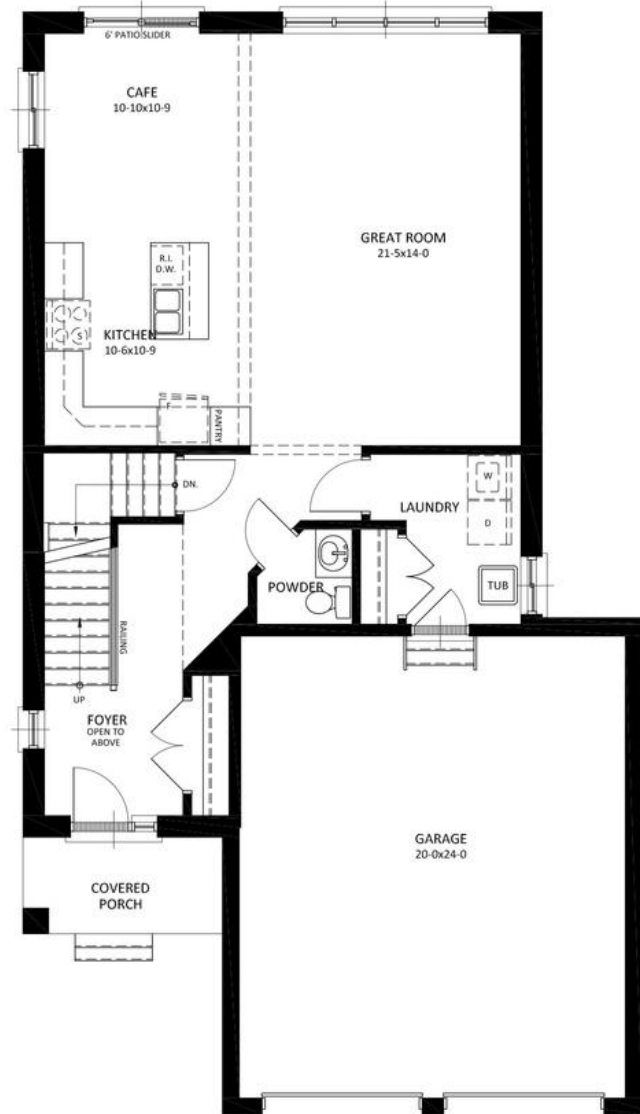 6' PATIO SLIDER
CAFE
10-10x10-9
GREAT ROOM
21-5x14-0
R.I.
D.W.
KITCHEN
10-6x10-9
S
F
PANTRY
DN.
W
LAUNDRY
D
POWDER
TUB
RAILING
UP
FOYER
OPEN TO
ABOVE
GARAGE
20-0x24-0
COVERED
PORCH